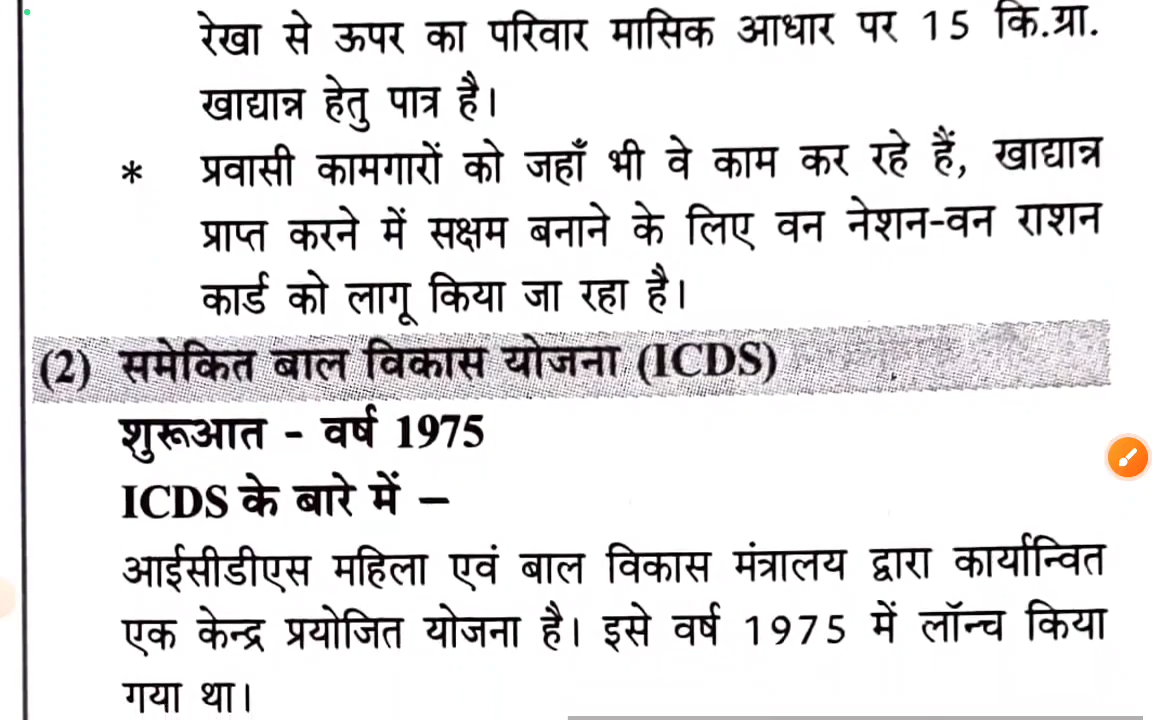 रेखा से ऊपर का परिवार मासिक आधार पर 15 कि.ग्रा.
खाद्यान्न हेतु पात्र है।
* प्रवासी कामगारों को जहाँ भी वे काम कर रहे हैं, खाद्यान्न
प्राप्त करने में सक्षम बनाने के लिए वन नेशन-वन राशन
कार्ड को लागू किया जा रहा है।
(2) समेकित बाल विकास योजना (ICDS)
शुरूआत - वर्ष 1975
ICDS के बारे में –
आईसीडीएस महिला एवं बाल विकास मंत्रालय द्वारा कार्यान्वित
एक केन्द्र प्रयोजित योजना है। इसे वर्ष 1975 में लॉन्च किया
गया था।